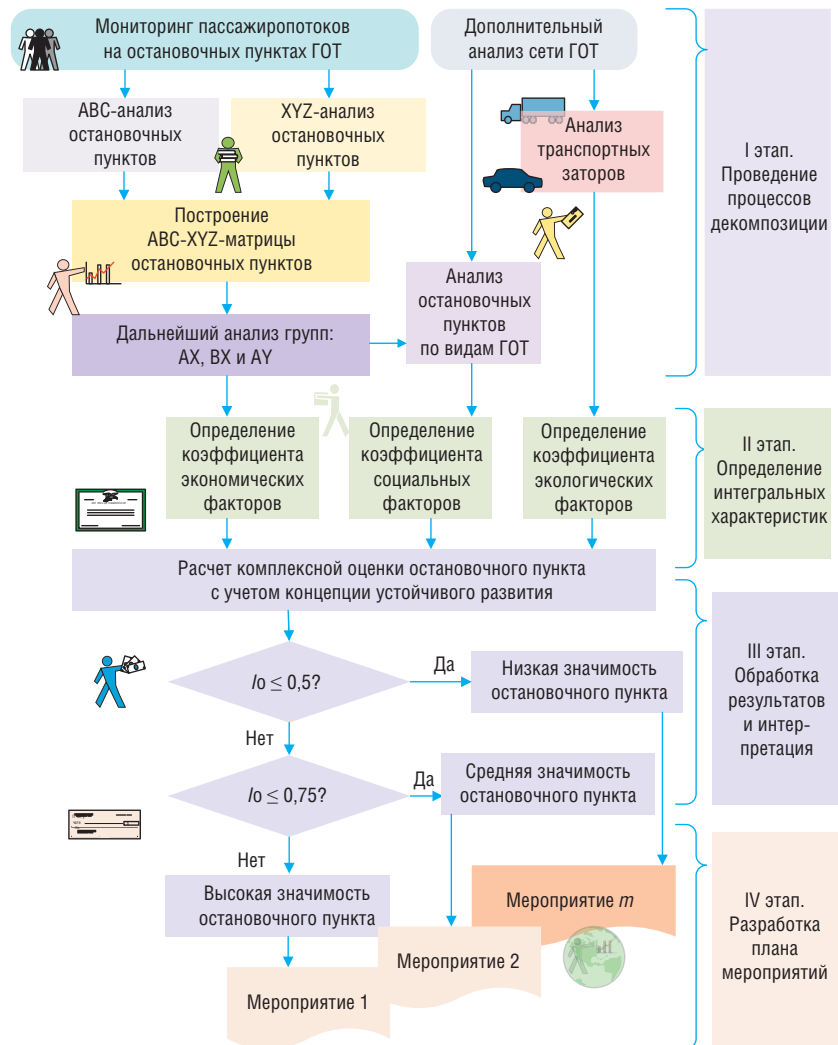 Мониторинг пассажиропотоков
на остановочных пунктах ГОТ
Дополнительный
анализ сети ГОТ
ABC-анализ
остановочных
пунктов
XYZ-анализ
остановочных
пунктов
Анализ
транспортных
заторов
I этап.
Проведение
процессов
декомпозиции
Построение
ABC-XYZ-матрицы
остановочных пунктов
Анализ
остановочных
пунктов
по видам ГОТ
Дальнейший анализ групп:
AX, BX и AY
Определение
коэффициента
экономических
факторов
Определение
коэффициента
социальных
факторов
Определение
коэффициента
экологических
факторов
II этап.
Определение
интегральных
характеристик
Расчет комплексной оценки остановочного пункта
с учетом концепции устойчивого развития
Iо ≤ 0,5?
Да
Низкая значимость
остановочного пункта
III этап.
Обработка
результатов
и интер-
претация
Нет
Iо ≤ 0,75?
Да
Средняя значимость
остановочного пункта
Нет
Высокая значимость
остановочного пункта
Мероприятие m
Мероприятие 2
Мероприятие 1
IV этап.
Разработка
плана
мероприятий